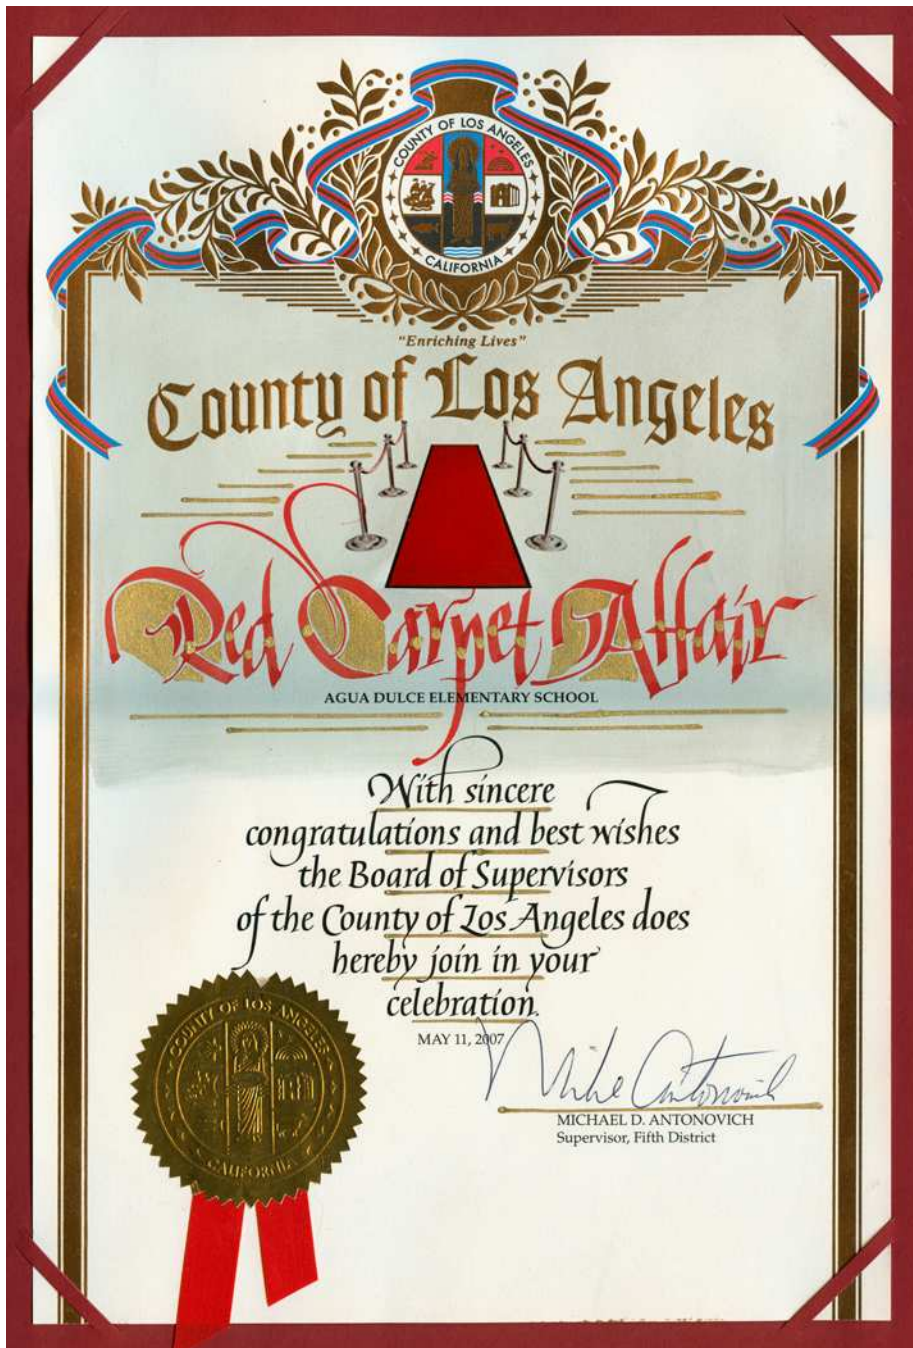 COUNTY OF LOS ANGELES
CALIFORNIA
"Enriching Lives"
County of Los Angeles
Red Carpet Affair
AGUA DULCE ELEMENTARY SCHOOL
With sincere
congratulations and best wishes
the Board of Supervisors
of the County of Los Angeles does
hereby join in your
celebration.
MAY 11, 2007
Mike Antonovich
MICHAEL D. ANTONOVICH
Supervisor, Fifth District
COUNTY OF LOS ANGELES
CALIFORNIA